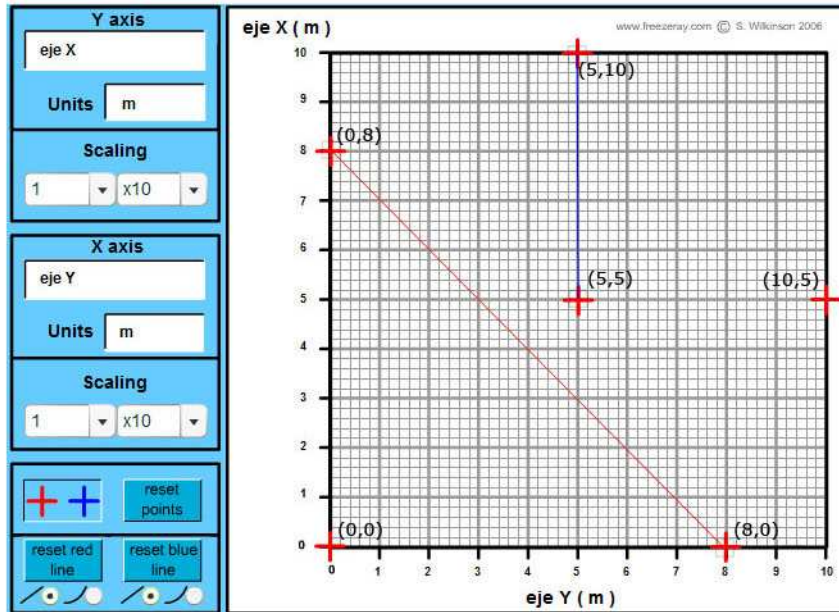 Y axis
eje X
Units
m
Scaling
1
x10
X axis
eje Y
Units
m
Scaling
1
x10
reset
points
reset red
line
reset blue
line
eje X ( m )
www.freezeray.com © S. Wilkinson 2006
10
9
8
7
6
5
4
3
2
1
0
(5,10)
(0,8)
(5,5)
(10,5)
(0,0)
(8,0)
0 1 2 3 4 5 6 7 8 9 10
eje Y ( m )